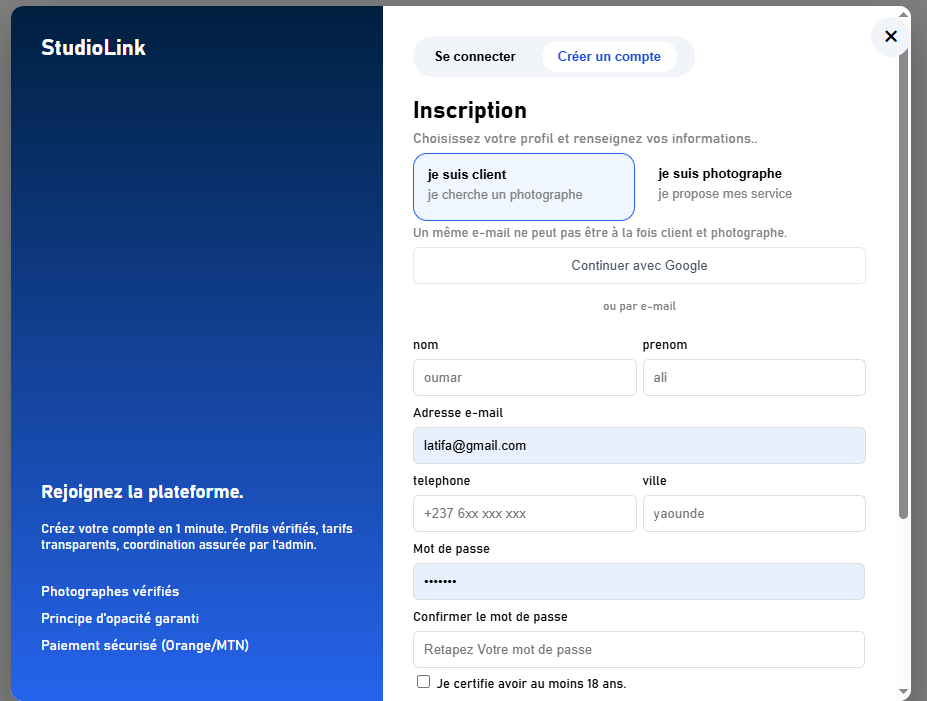 StudioLink
Rejoignez la plateforme.
Créez votre compte en 1 minute. Profils vérifiés, tarifs
transparents, coordination assurée par l'admin.
Photographes vérifiés
Principe d'opacité garanti
Paiement sécurisé (Orange/MTN)
Se connecter
Créer un compte
Inscription
Choisissez votre profil et renseignez vos informations..
je suis client
je cherche un photographe
je suis photographe
je propose mes service
Un même e-mail ne peut pas être à la fois client et photographe.
Continuer avec Google
ou par e-mail
nom
prenom
oumar
ali
Adresse e-mail
latifa@gmail.com
telephone
ville
+237 6xx xxx xxx
yaounde
Mot de passe
•••••••
Confirmer le mot de passe
Retapez Votre mot de passe
Je certifie avoir au moins 18 ans.